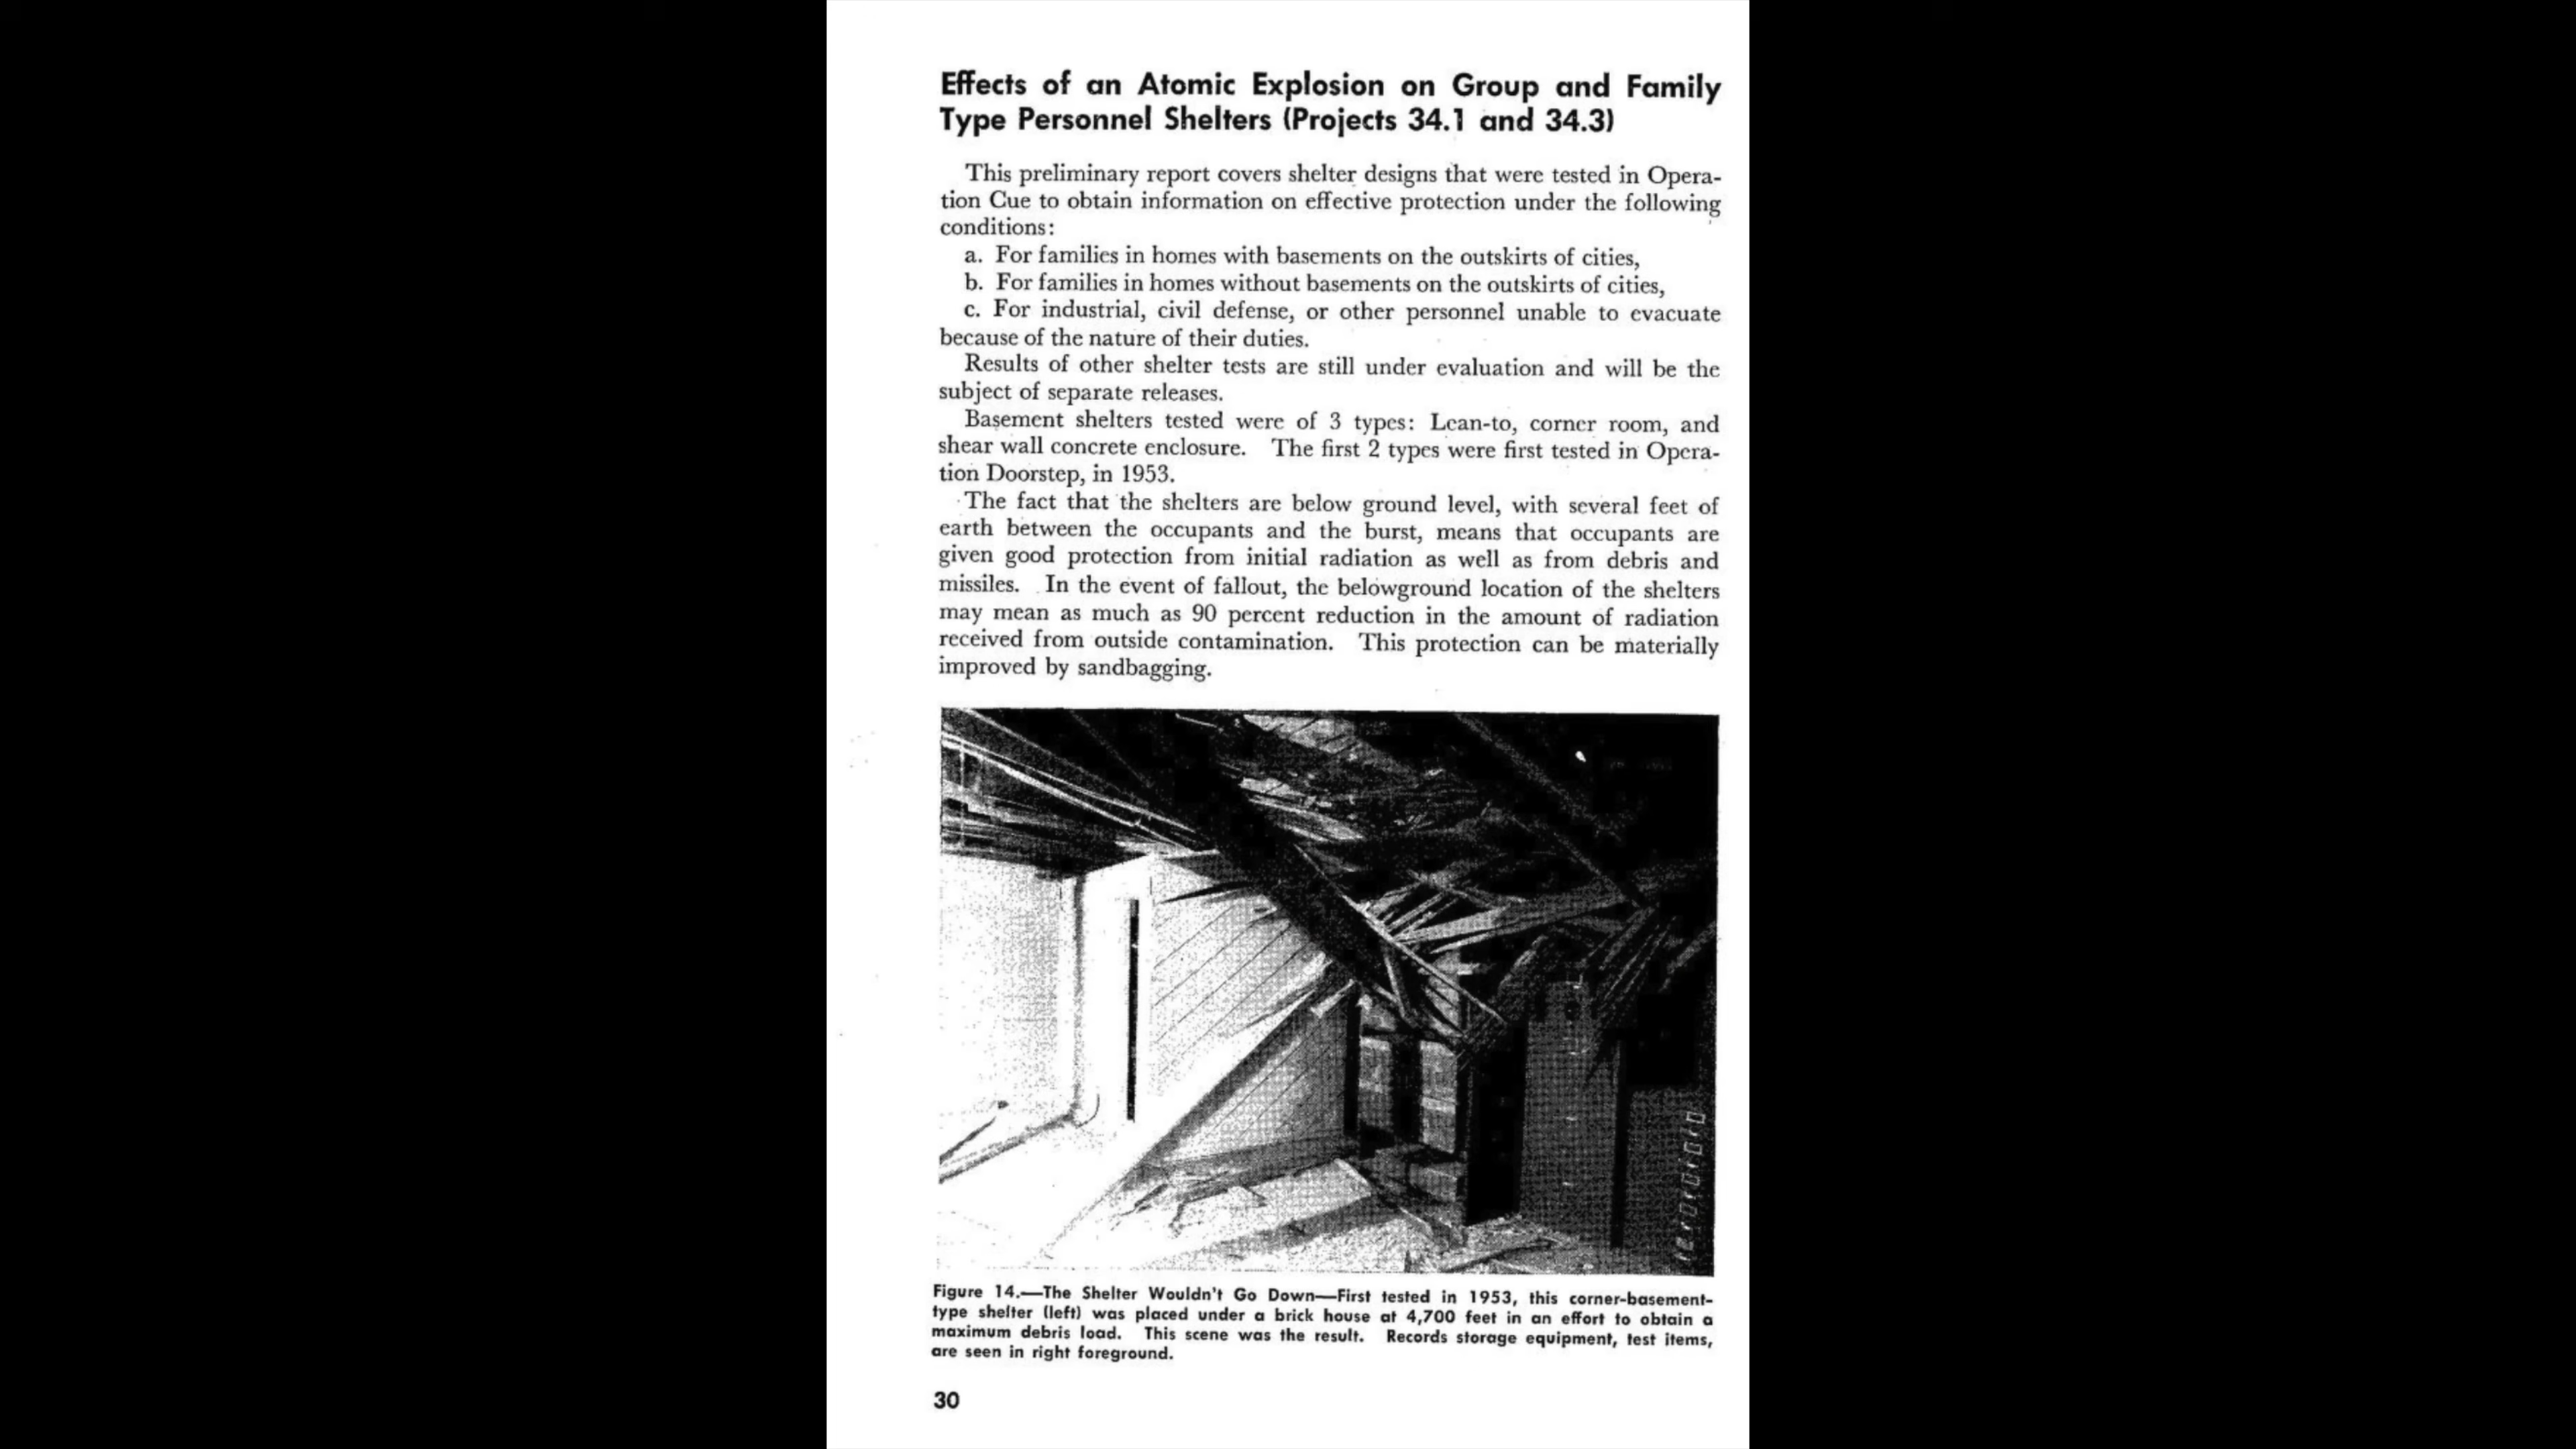 Effects of an Atomic Explosion on Group and Family
Type Personnel Shelters (Projects 34.1 and 34.3)
This preliminary report covers shelter designs that were tested in Opera-
tion Cue to obtain information on effective protection under the following
conditions:
a. For families in homes with basements on the outskirts of cities,
b. For families in homes without basements on the outskirts of cities,
c. For industrial, civil defense, or other personnel unable to evacuate
because of the nature of their duties.
Results of other shelter tests are still under evaluation and will be the
subject of separate releases.
Basement shelters tested were of 3 types: Lean-to, corner room, and
shear wall concrete enclosure. The first 2 types were first tested in Opera-
tion Doorstep, in 1953.
The fact that the shelters are below ground level, with several feet of
earth between the occupants and the burst, means that occupants are
given good protection from initial radiation as well as from debris and
missiles. In the event of fallout, the belowground location of the shelters
may mean as much as 90 percent reduction in the amount of radiation
received from outside contamination. This protection can be materially
improved by sandbagging.
Figure 14.—The Shelter Wouldn't Go Down—First tested in 1953, this corner-basement-
type shelter (left) was placed under a brick house at 4,700 feet in an effort to obtain a
maximum debris load. This scene was the result. Records storage equipment, test items,
are seen in right foreground.
30